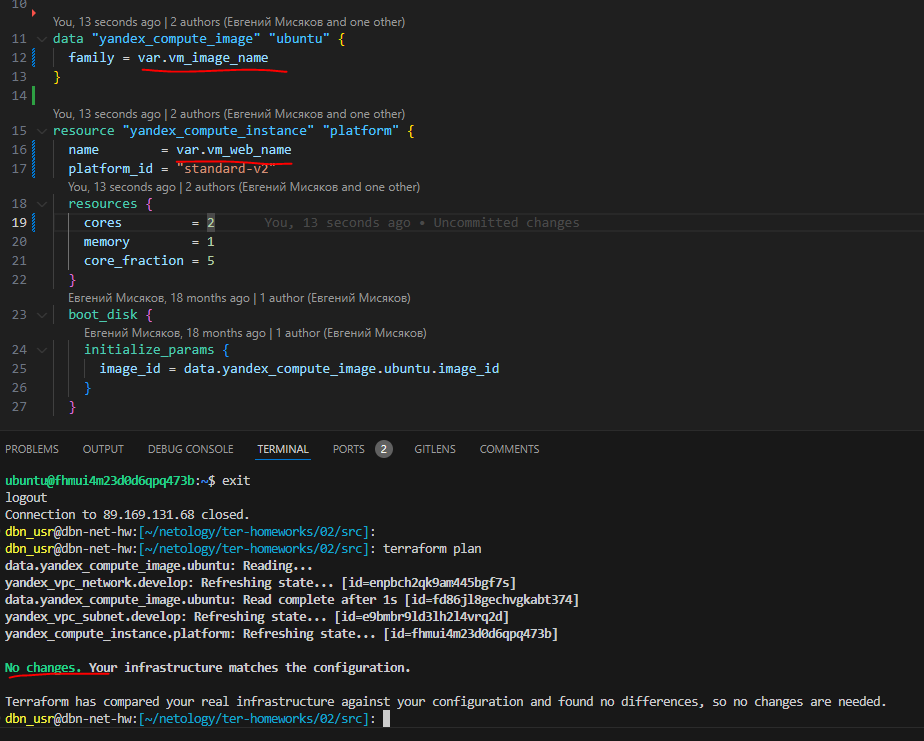 10
You, 13 seconds ago | 2 authors (Евгений Мисяков and one other)
11 data "yandex_compute_image" "ubuntu" {
12 family = var.vm_image_name
13 }
14
You, 13 seconds ago | 2 authors (Евгений Мисяков and one other)
15 resource "yandex_compute_instance" "platform" {
16 name = var.vm_web_name
17 platform_id = "standard-v2"
You, 13 seconds ago | 2 authors (Евгений Мисяков and one other)
18 resources {
19 cores = 2 You, 13 seconds ago • Uncommitted changes
20 memory = 1
21 core_fraction = 5
22 }
Евгений Мисяков, 18 months ago | 1 author (Евгений Мисяков)
23 boot_disk {
Евгений Мисяков, 18 months ago | 1 author (Евгений Мисяков)
24 initialize_params {
25 image_id = data.yandex_compute_image.ubuntu.image_id
26 }
27 }
PROBLEMS OUTPUT DEBUG CONSOLE TERMINAL PORTS 2 GITLENS COMMENTS
ubuntu@fhmui4m23d0d6qpq473b:~$ exit
logout
Connection to 89.169.131.68 closed.
dbn_usr@dbn-net-hw:[~/netology/ter-homeworks/02/src]:
dbn_usr@dbn-net-hw:[~/netology/ter-homeworks/02/src]: terraform plan
data.yandex_compute_image.ubuntu: Reading...
yandex_vpc_network.develop: Refreshing state... [id=enpbch2qk9am445bgf7s]
data.yandex_compute_image.ubuntu: Read complete after 1s [id=fd86jl8gechvgkabt374]
yandex_vpc_subnet.develop: Refreshing state... [id=e9bmbr9ld3lh2l4vrq2d]
yandex_compute_instance.platform: Refreshing state... [id=fhmui4m23d0d6qpq473b]
No changes. Your infrastructure matches the configuration.
Terraform has compared your real infrastructure against your configuration and found no differences, so no changes are needed.
dbn_usr@dbn-net-hw:[~/netology/ter-homeworks/02/src]: